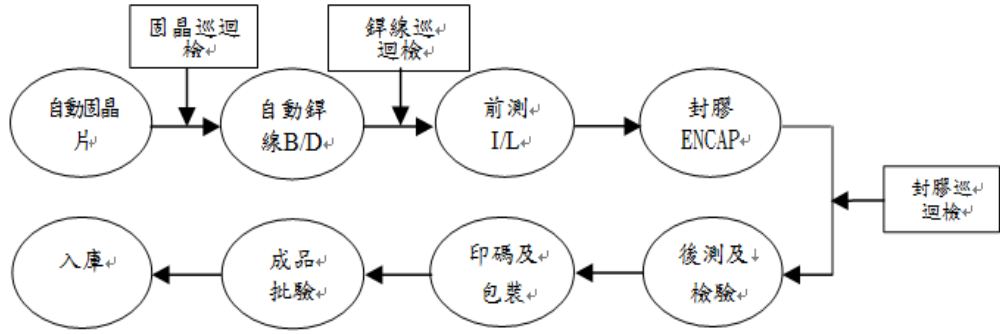 固晶巡迴
檢
銲線巡
迴檢
自動固晶
片
自動銲
線B/D
前測
I/L
封膠
ENCAP
封膠巡
迴檢
入庫
成品
批驗
印碼及
包裝
後測及
檢驗